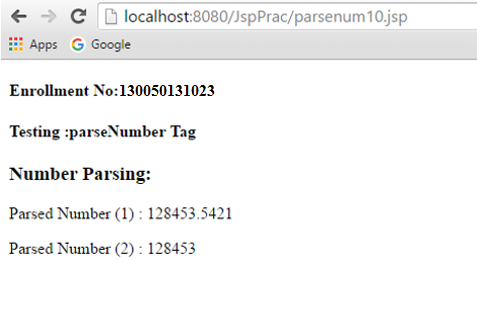 localhost:8080/JspPrac/parsenum10.jsp
Apps Google
Enrollment No:130050131023
Testing :parseNumber Tag
Number Parsing:
Parsed Number (1) : 128453.5421
Parsed Number (2) : 128453